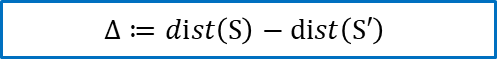 Δ ≔ dist(S) − dist(S′)